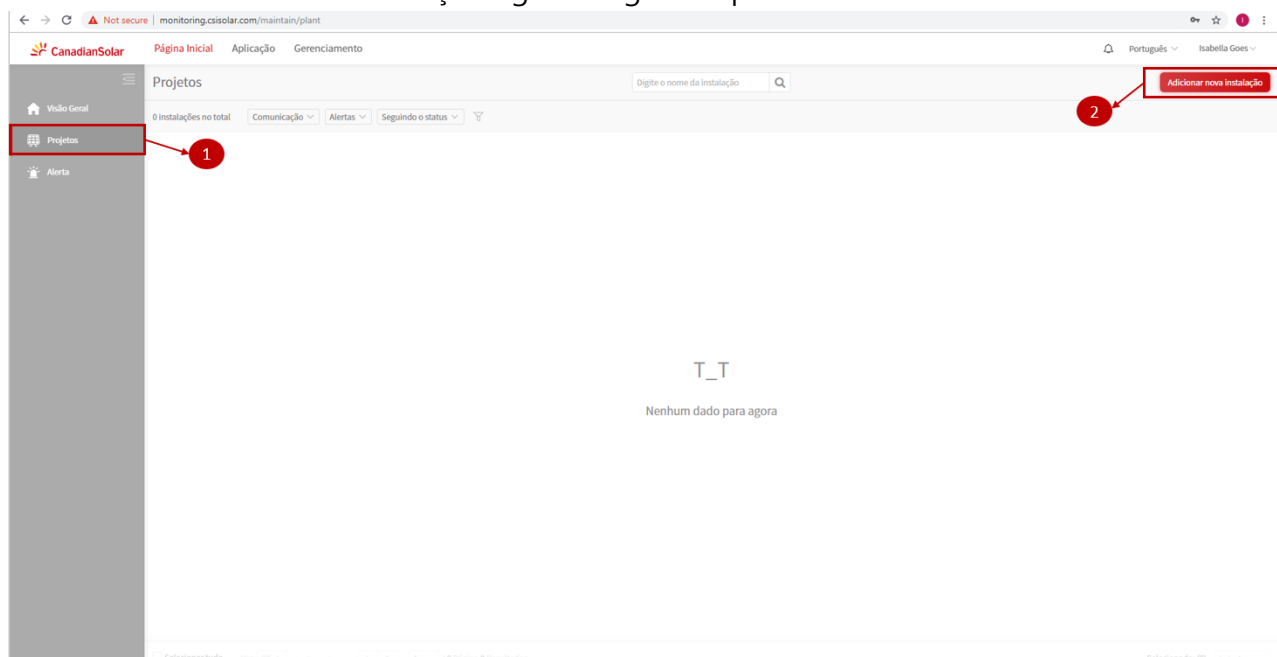 Not secure | monitoring.csisolar.com/maintain/plant
CanadianSolar Página Inicial Aplicação Gerenciamento Português Isabella Goes
Projetos Digite o nome da instalação Adicionar nova instalação
2
Visão Geral
0 instalações no total Comunicação Alertas Seguindo o status
Projetos
1
Alerta
T_T
Nenhum dado para agora